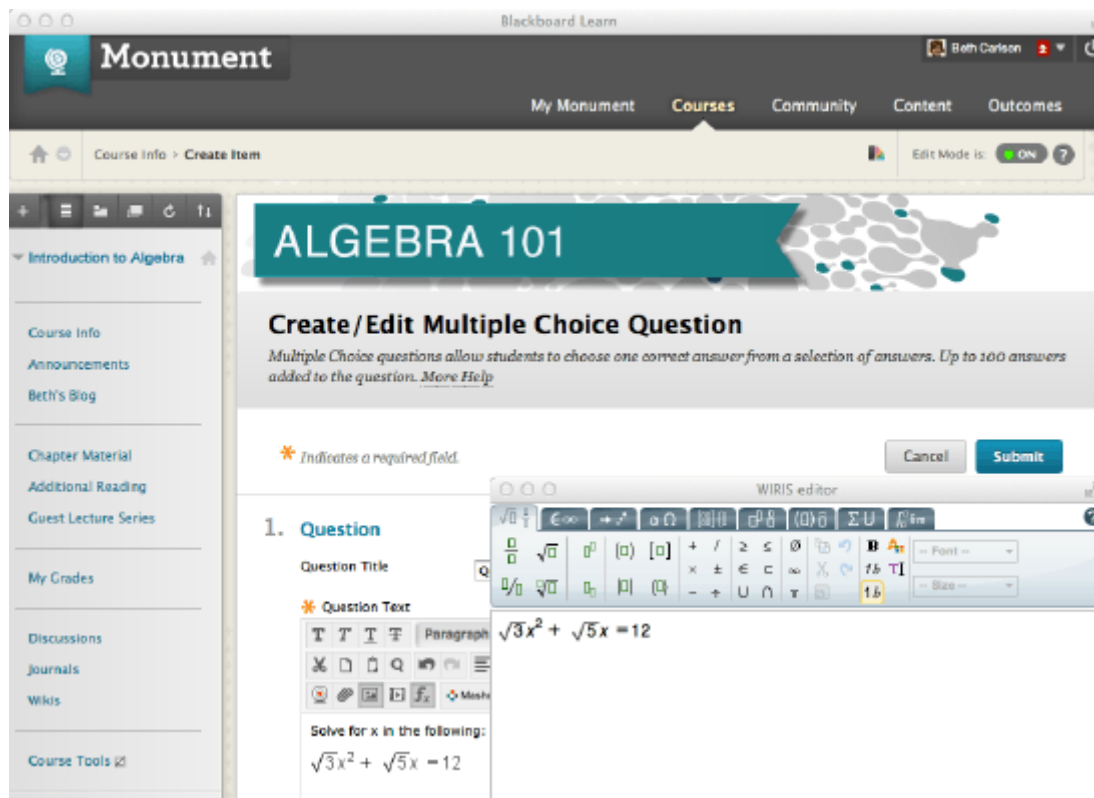 Blackboard Learn
Monument
Beth Carlson 2
My Monument Courses Community Content Outcomes
Course Info > Create Item
Edit Mode is: ON ?
Introduction to Algebra
Course Info
Announcements
Beth's Blog
Chapter Material
Additional Reading
Guest Lecture Series
My Grades
Discussions
Journals
Wikis
Course Tools
ALGEBRA 101
Create/Edit Multiple Choice Question
Multiple Choice questions allow students to choose one correct answer from a selection of answers. Up to 100 answers
added to the question. More Help
* Indicates a required field.
Cancel Submit
1. Question
Question Title
Q
* Question Text
T T T T Paragraph
fx
Solve for x in the following:
√3x² + √5x = 12
WIRIS editor
-- Font --
-- Size --
√3x² + √5x = 12